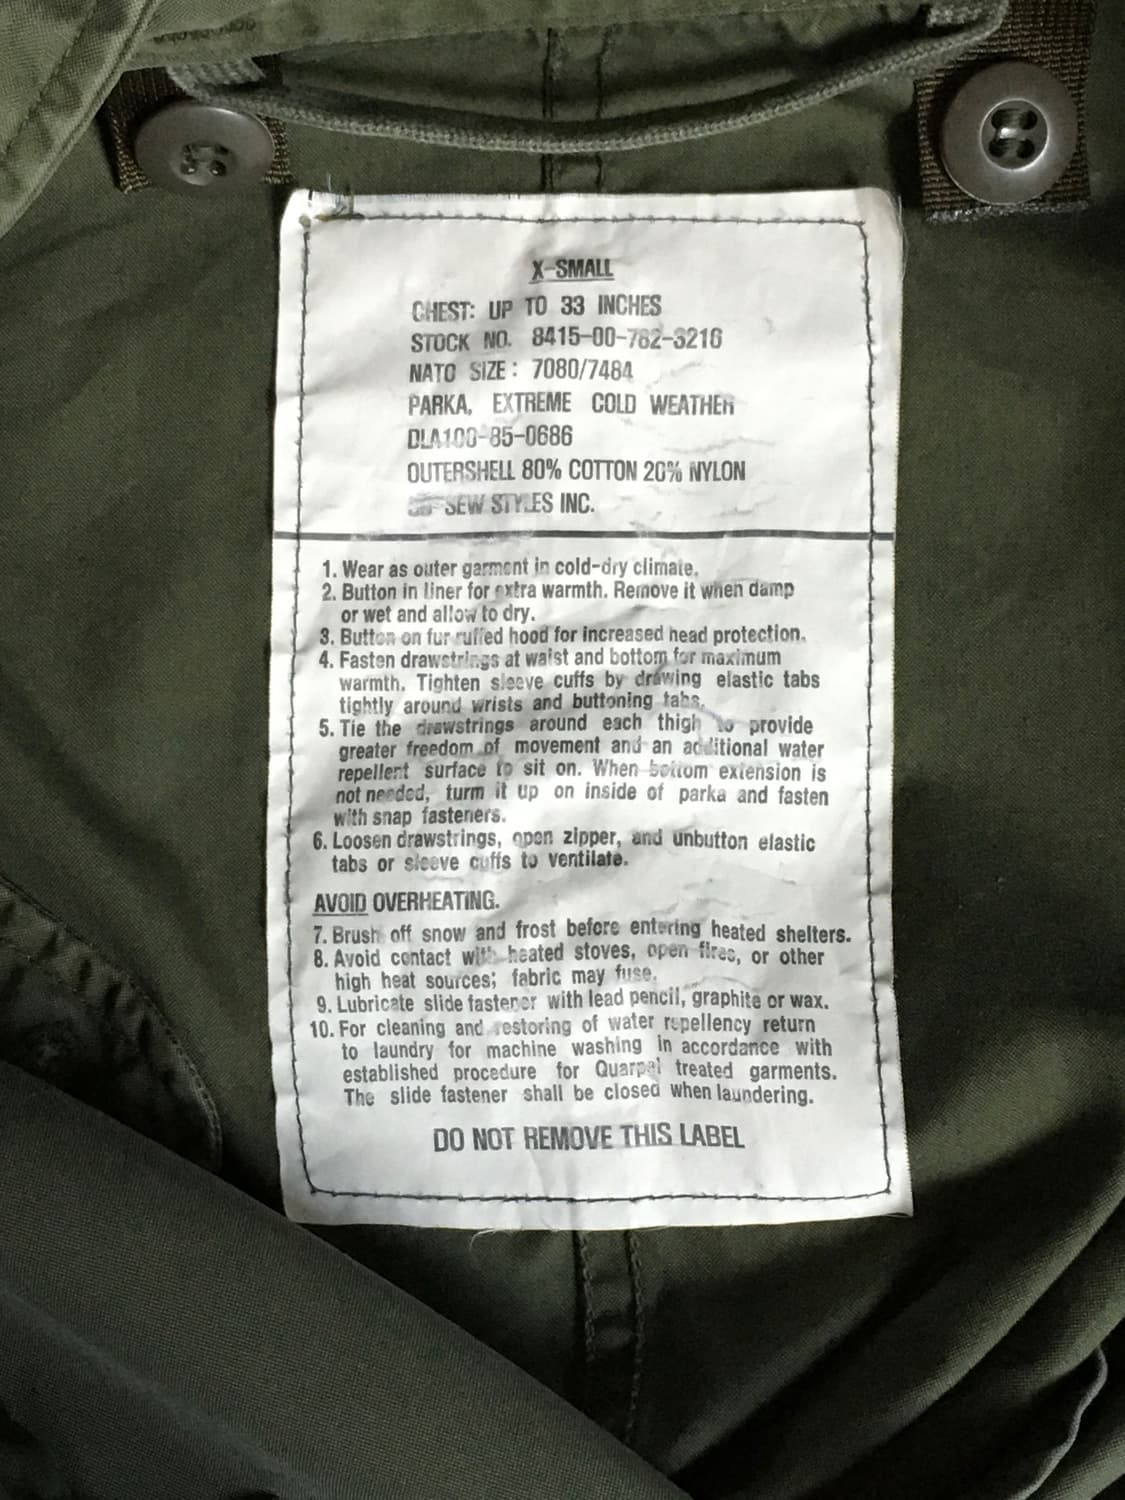 X-SMALL
CHEST: UP TO 33 INCHES
STOCK NO. 8415-00-782-3216
NATO SIZE: 7080/7484
PARKA, EXTREME COLD WEATHER
DLA100-85-0686
OUTERSHELL 80% COTTON 20% NYLON
SEW STYLES INC.
1. Wear as outer garment in cold-dry climate.
2. Button in liner for extra warmth. Remove it when damp
or wet and allow to dry.
3. Button on fur ruffed hood for increased head protection.
4. Fasten drawstrings at waist and bottom for maximum
warmth. Tighten sleeve cuffs by drawing elastic tabs
tightly around wrists and buttoning tabs.
5. Tie the drawstrings around each thigh to provide
greater freedom of movement and an additional water
repellent surface to sit on. When bottom extension is
not needed, turm it up on inside of parka and fasten
with snap fasteners.
6. Loosen drawstrings, open zipper, and unbutton elastic
tabs or sleeve cuffs to ventilate.
AVOID OVERHEATING.
7. Brush off snow and frost before entering heated shelters.
8. Avoid contact with heated stoves, open fires, or other
high heat sources; fabric may fuse.
9. Lubricate slide fastener with lead pencil, graphite or wax.
10. For cleaning and restoring of water repellency return
to laundry for machine washing in accordance with
established procedure for Quarpel treated garments.
The slide fastener shall be closed when laundering.
DO NOT REMOVE THIS LABEL